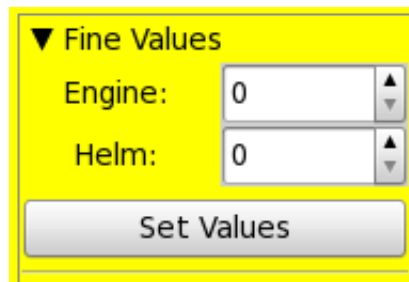 ▼ Fine Values
Engine: 0
Helm: 0
Set Values